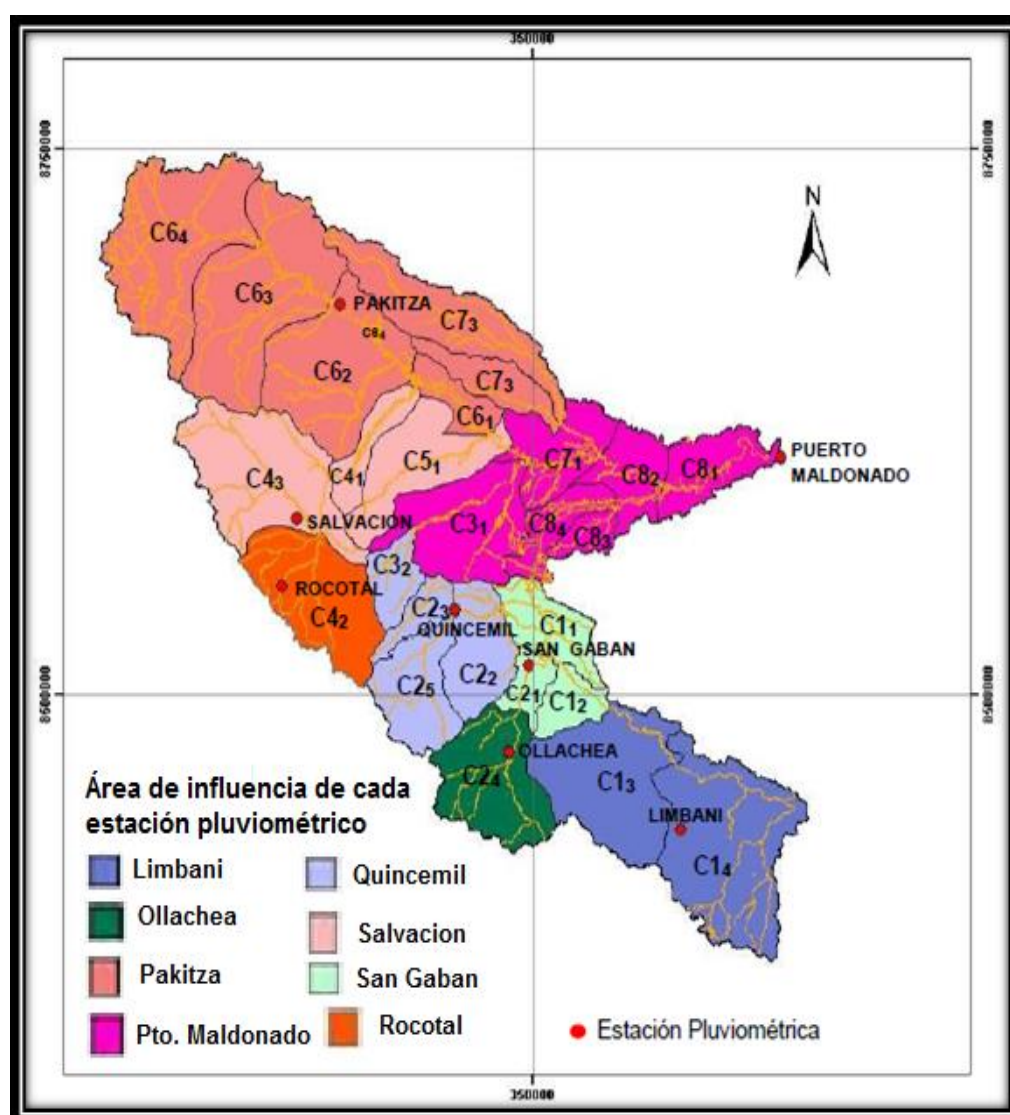 350000
8750000
8750000
N
C6₄
C6₃
PAKITZA
C7₃
C6₂
C7₃
C6₁
PUERTO
MALDONADO
C7₁
C8₂
C8₁
C5₁
C4₁
C4₃
SALVACION
C3₁
C8₄
C8₃
C3₂
ROCOTAL
C4₂
C2₃
QUINCEMIL
C1₁
SAN GABAN
C2₂
C2₅
C2₁
C1₂
OLLACHEA
C2₄
C1₃
LIMBANI
C1₄
Área de influencia de cada
estación pluviométrico
Limbani
Quincemil
Ollachea
Salvacion
Pakitza
San Gaban
Pto. Maldonado
Rocotal
Estación Pluviométrica
350000